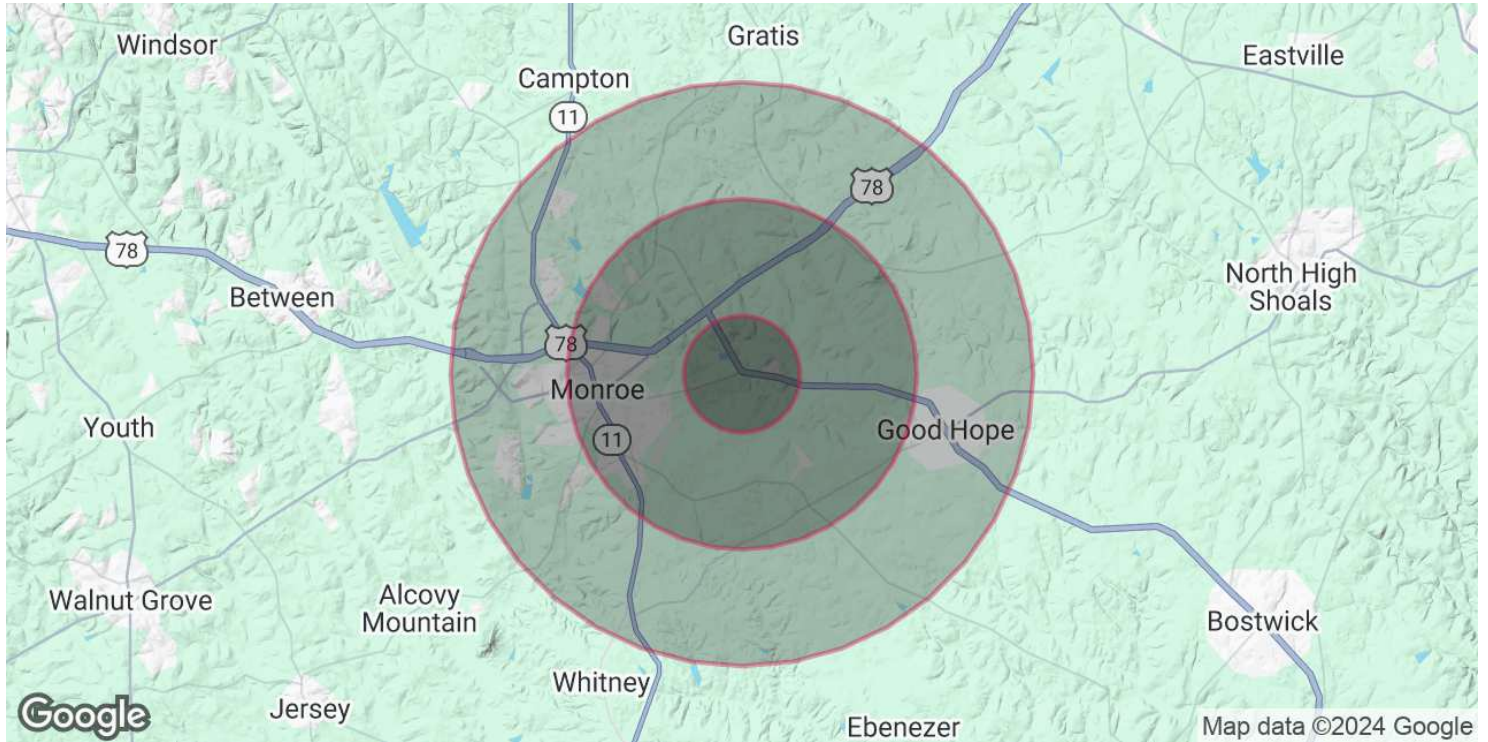 Windsor
Gratis
Eastville
Campton
11
78
78
North High
Shoals
Between
78
Monroe
Youth
11
Good Hope
Walnut Grove
Alcovy
Mountain
Bostwick
Whitney
Jersey
Ebenezer
Google
Map data ©2024 Google